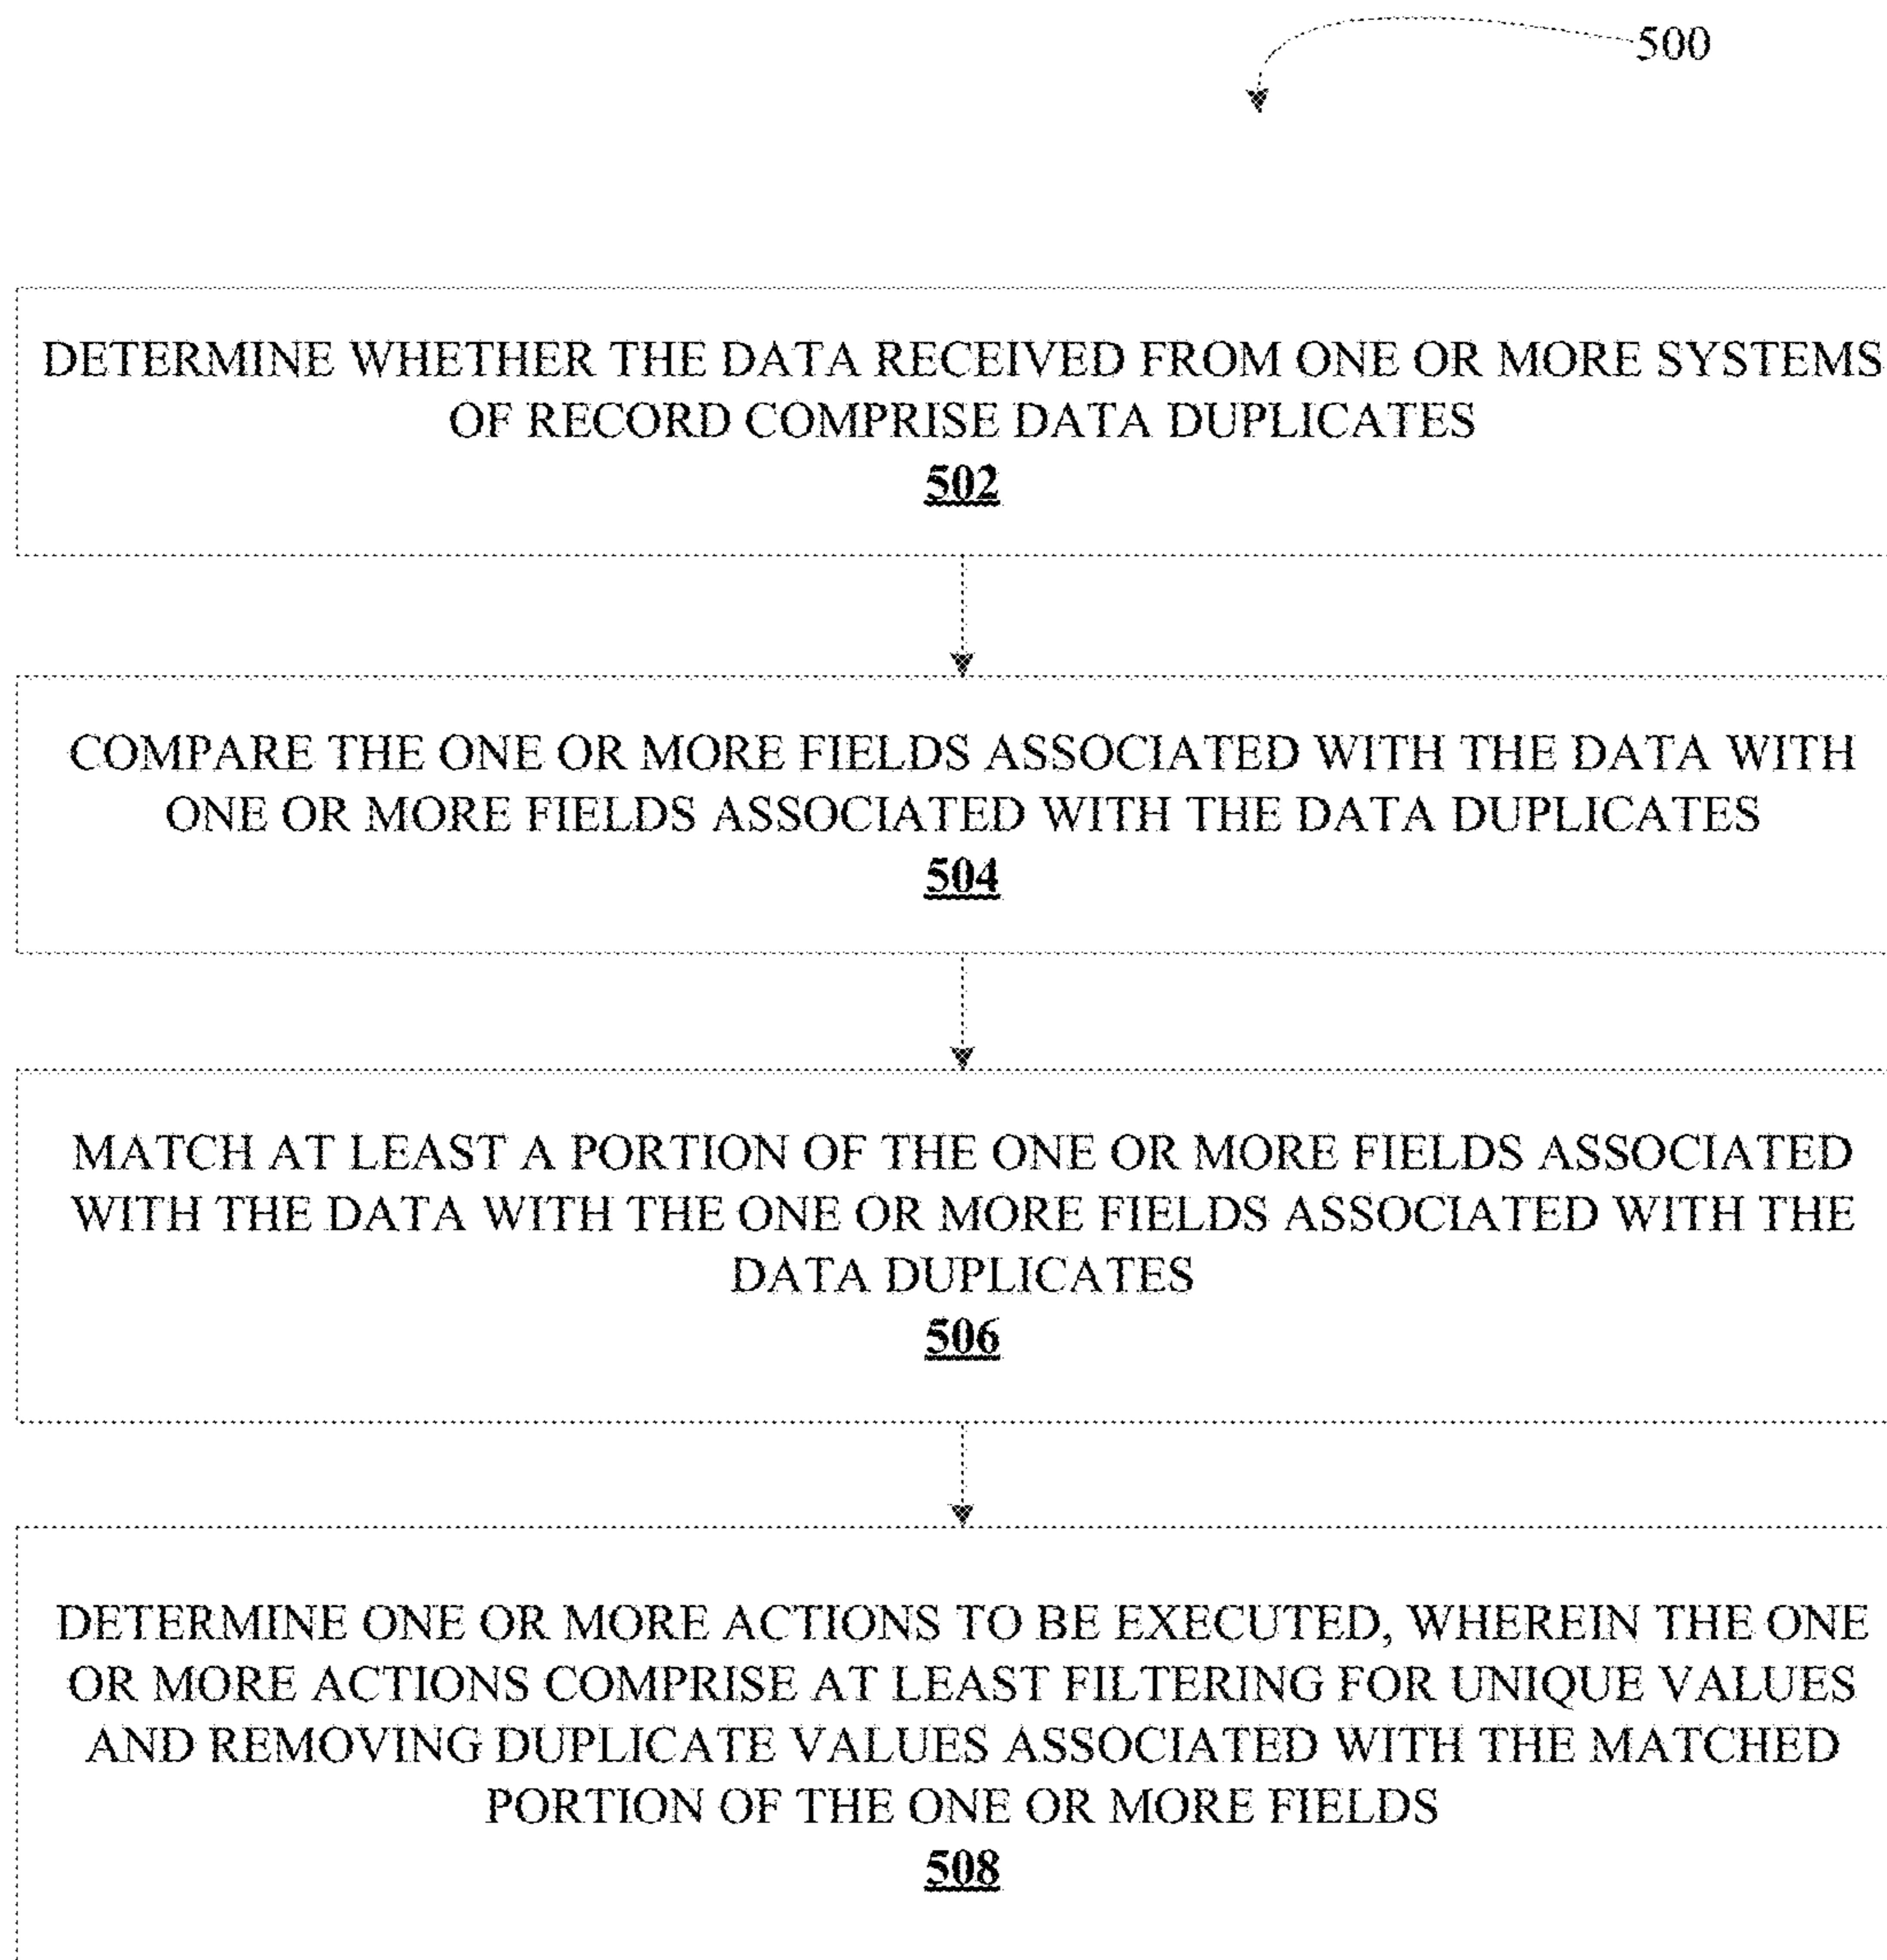 500
DETERMINE WHETHER THE DATA RECEIVED FROM ONE OR MORE SYSTEMS
OF RECORD COMPRISE DATA DUPLICATES
502
COMPARE THE ONE OR MORE FIELDS ASSOCIATED WITH THE DATA WITH
ONE OR MORE FIELDS ASSOCIATED WITH THE DATA DUPLICATES
504
MATCH AT LEAST A PORTION OF THE ONE OR MORE FIELDS ASSOCIATED
WITH THE DATA WITH THE ONE OR MORE FIELDS ASSOCIATED WITH THE
DATA DUPLICATES
506
DETERMINE ONE OR MORE ACTIONS TO BE EXECUTED, WHEREIN THE ONE
OR MORE ACTIONS COMPRISE AT LEAST FILTERING FOR UNIQUE VALUES
AND REMOVING DUPLICATE VALUES ASSOCIATED WITH THE MATCHED
PORTION OF THE ONE OR MORE FIELDS
508